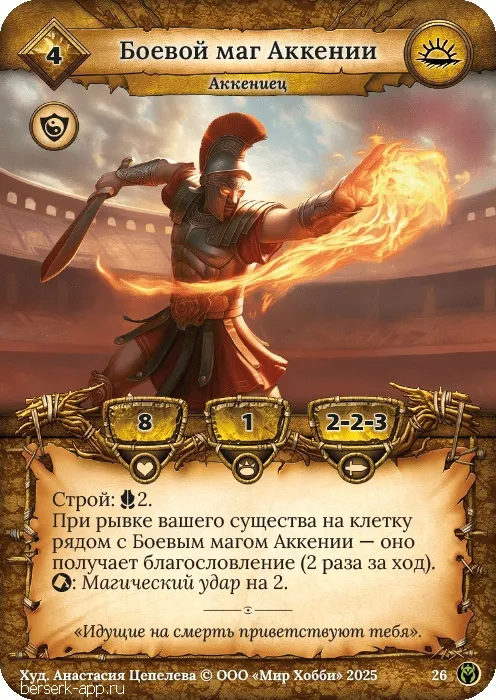 4
Боевой маг Аккении
Аккениец
8
1
2-2-3
Строй: 2.
При рывке вашего существа на клетку
рядом с Боевым магом Аккении — оно
получает благословление (2 раза за ход).
: Магический удар на 2.
«Идущие на смерть приветствуют тебя».
Худ. Анастасия Цепелева © ООО «Мир Хобби» 2025
26
berserk-app.ru